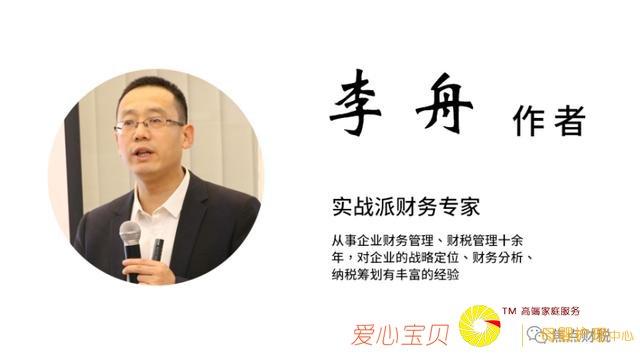 李舟 作者
实战派财务专家
从事企业财务管理、财税管理十余
年，对企业的战略定位、财务分析、
纳税筹划有丰富的经验
TM 高端家庭服务
爱心宝贝
焦点财税
中心